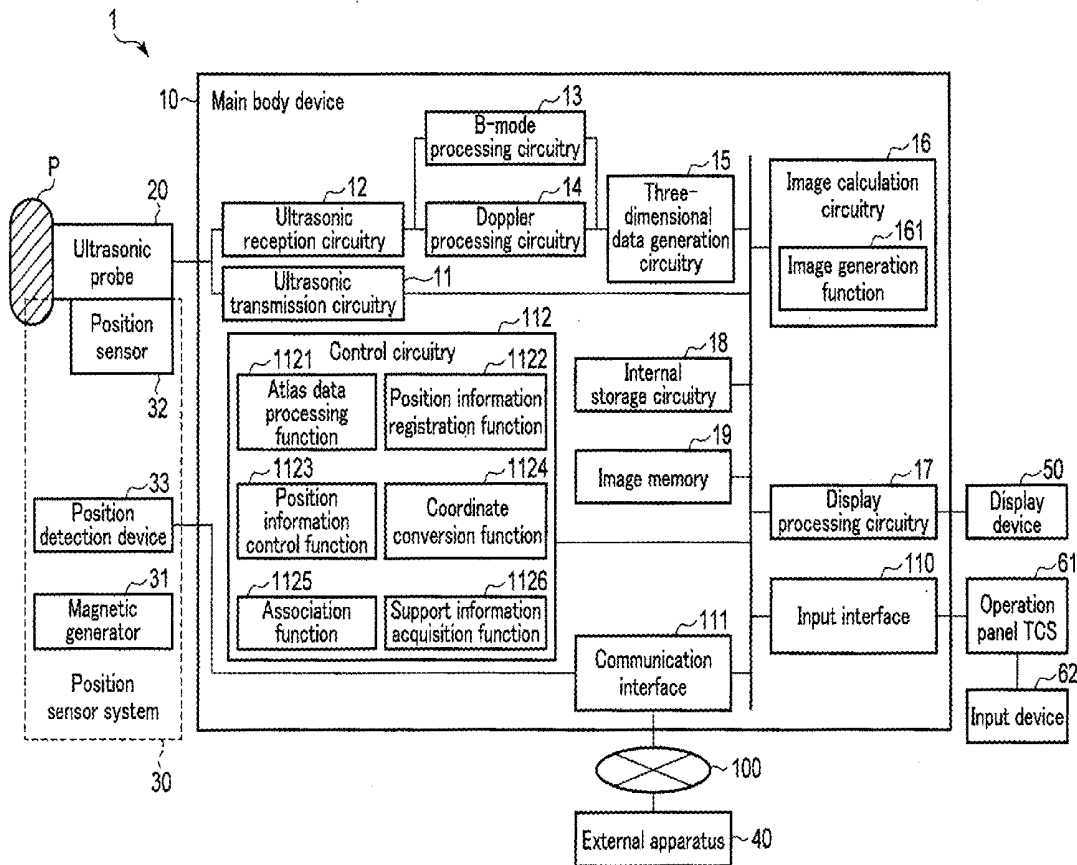 1
10
Main body device
13
B-mode
processing circuitry
16
Image calculation
circuitry
161
Image generation
function
P
20
Ultrasonic
probe
12
Ultrasonic
reception circuitry
14
Doppler
processing circuitry
15
Three-
dimensional
data generation
circuitry
11
Ultrasonic
transmission circuitry
Position
sensor
32
112
Control circuitry
1121
Atlas data
processing
function
1122
Position information
registration function
18
Internal
storage circuitry
1123
Position
information
control function
1124
Coordinate
conversion function
19
Image memory
33
Position
detection device
17
Display
processing circuitry
50
Display
device
31
Magnetic
generator
1125
Association
function
1126
Support information
acquisition function
111
Communication
interface
110
Input interface
61
Operation
panel TCS
62
Input device
Position
sensor system
30
100
External apparatus
40